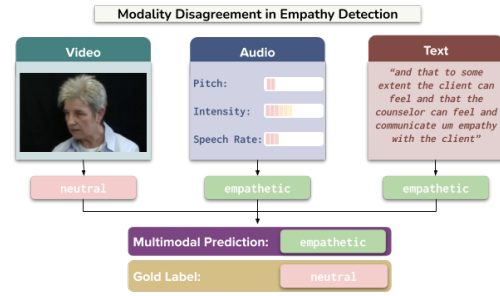 Modality Disagreement in Empathy Detection
Video
Audio
Text
Pitch:
Intensity:
Speech Rate:
“and that to some
extent the client can
feel and that the
counselor can feel and
communicate um empathy
with the client”
neutral
empathetic
empathetic
Multimodal Prediction: empathetic
Gold Label: neutral